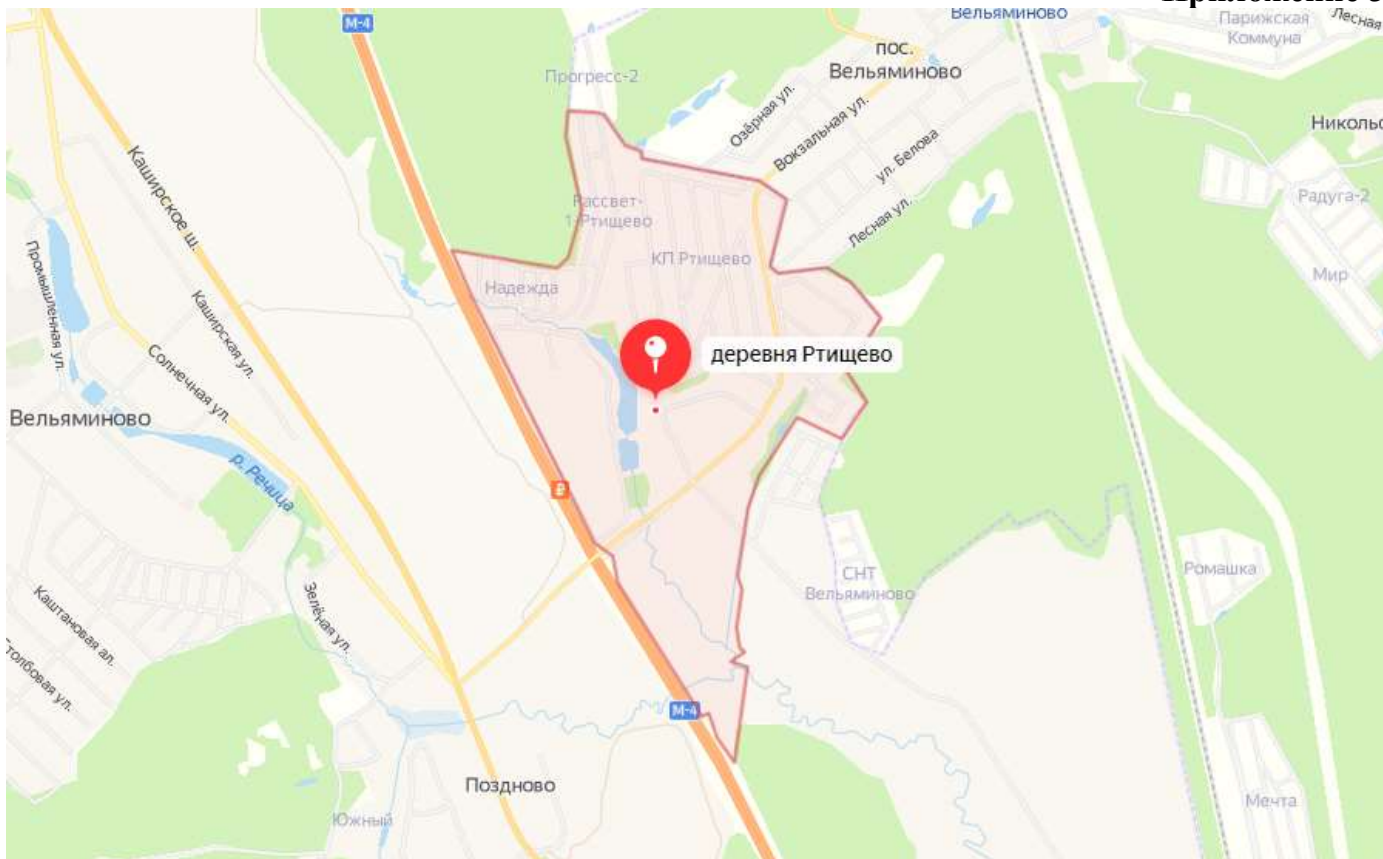 Приложение
М-4
Вельяминово
Парижская
Коммуна
Лесная
пос.
Вельяминово
Прогресс-2
Озёрная ул.
Вокзальная ул.
ул. Белова
Лесная ул.
Никольс
Радуга-2
Мир
Каширское ш.
Рассвет-
1-Ртищево
КП Ртищево
Надежда
Промышленная ул.
Каширская ул.
Солнечная ул.
деревня Ртищево
Вельяминово
р. Речица
СНТ
Вельяминово
Ромашка
Зелёная ул.
Каштановая ал.
Столбовая ул.
М-4
Поздново
Южный
Мечта